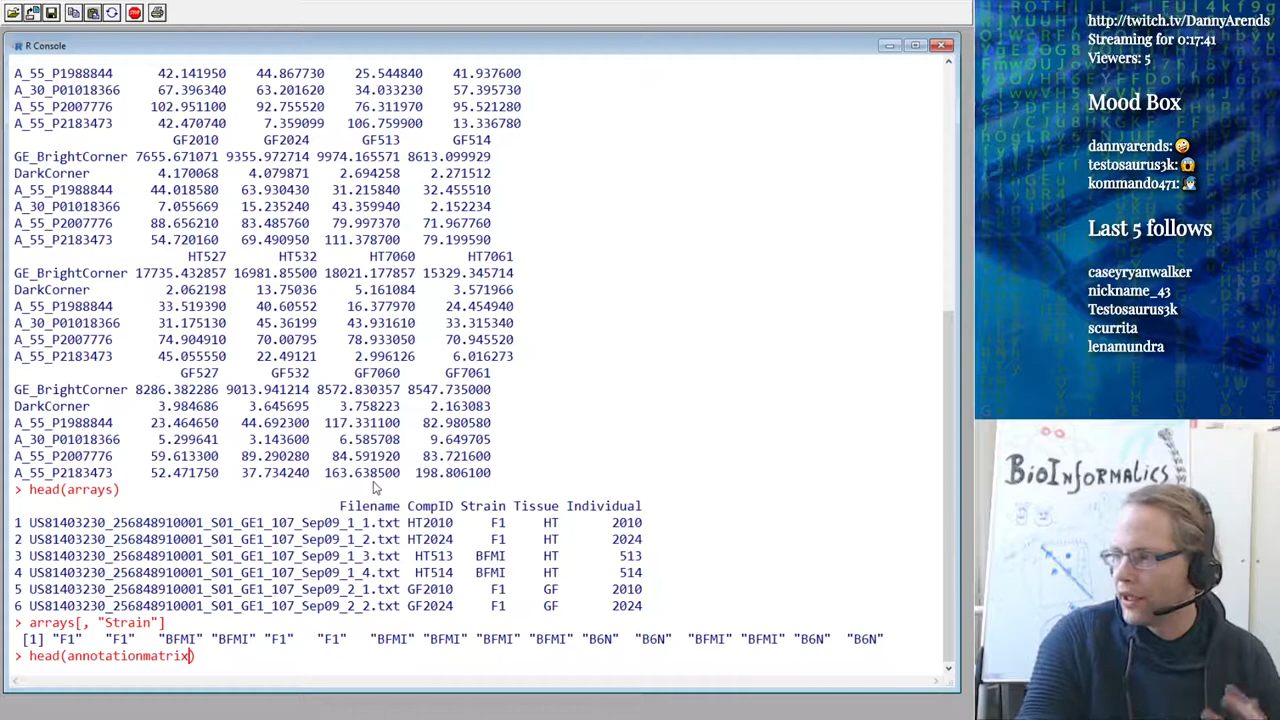 R Console
A_55_P1988844 42.141950 44.867730 25.544840 41.937600
A_30_P01018366 67.396340 63.201620 34.033230 57.395730
A_55_P2007776 102.951100 92.755520 76.311970 95.521280
A_55_P2183473 42.470740 7.359099 106.759900 13.336780
GF2010 GF2024 GF513 GF514
GE_BrightCorner 7655.671071 9355.972714 9974.165571 8613.099929
DarkCorner 4.170068 4.079871 2.694258 2.271512
A_55_P1988844 44.018580 63.930430 31.215840 32.455510
A_30_P01018366 7.055669 15.235240 43.359940 2.152234
A_55_P2007776 88.656210 83.485760 79.997370 71.967760
A_55_P2183473 54.720160 69.490950 111.378700 79.199590
HT527 HT532 HT7060 HT7061
GE_BrightCorner 17735.432857 16981.85500 18021.177857 15329.345714
DarkCorner 2.062198 13.75036 5.161084 3.571966
A_55_P1988844 33.519390 40.60552 16.377970 24.454940
A_30_P01018366 31.175130 45.36199 43.931610 33.315340
A_55_P2007776 74.904910 70.00795 78.933050 70.945520
A_55_P2183473 45.055550 22.49121 2.996126 6.016273
GF527 GF532 GF7060 GF7061
GE_BrightCorner 8286.382286 9013.941214 8572.830357 8547.735000
DarkCorner 3.984686 3.645695 3.758223 2.163083
A_55_P1988844 23.464650 44.692300 117.331100 82.980580
A_30_P01018366 5.299641 3.143600 6.585708 9.649705
A_55_P2007776 59.613300 89.290280 84.591920 83.721600
A_55_P2183473 52.471750 37.734240 163.638500 198.806100
> head(arrays)
Filename CompID Strain Tissue Individual
1 US81403230_256848910001_S01_GE1_107_Sep09_1_1.txt HT2010 F1 HT 2010
2 US81403230_256848910001_S01_GE1_107_Sep09_1_2.txt HT2024 F1 HT 2024
3 US81403230_256848910001_S01_GE1_107_Sep09_1_3.txt HT513 BFMI HT 513
4 US81403230_256848910001_S01_GE1_107_Sep09_1_4.txt HT514 BFMI HT 514
5 US81403230_256848910001_S01_GE1_107_Sep09_2_1.txt GF2010 F1 GF 2010
6 US81403230_256848910001_S01_GE1_107_Sep09_2_2.txt GF2024 F1 GF 2024
> arrays[, "Strain"]
[1] "F1" "F1" "BFMI" "BFMI" "F1" "F1" "BFMI" "BFMI" "BFMI" "BFMI" "B6N" "B6N" "BFMI" "BFMI" "B6N" "B6N"
> head(annotationmatrix)
http://twitch.tv/DannyArends
Streaming for 0:17:41
Viewers: 5
Mood Box
dannyarends:
testosaurus3k:
kommando471:
Last 5 follows
caseyryanwalker
nickname_43
Testosaurus3k
scurrita
lenamundra
BioInformatics